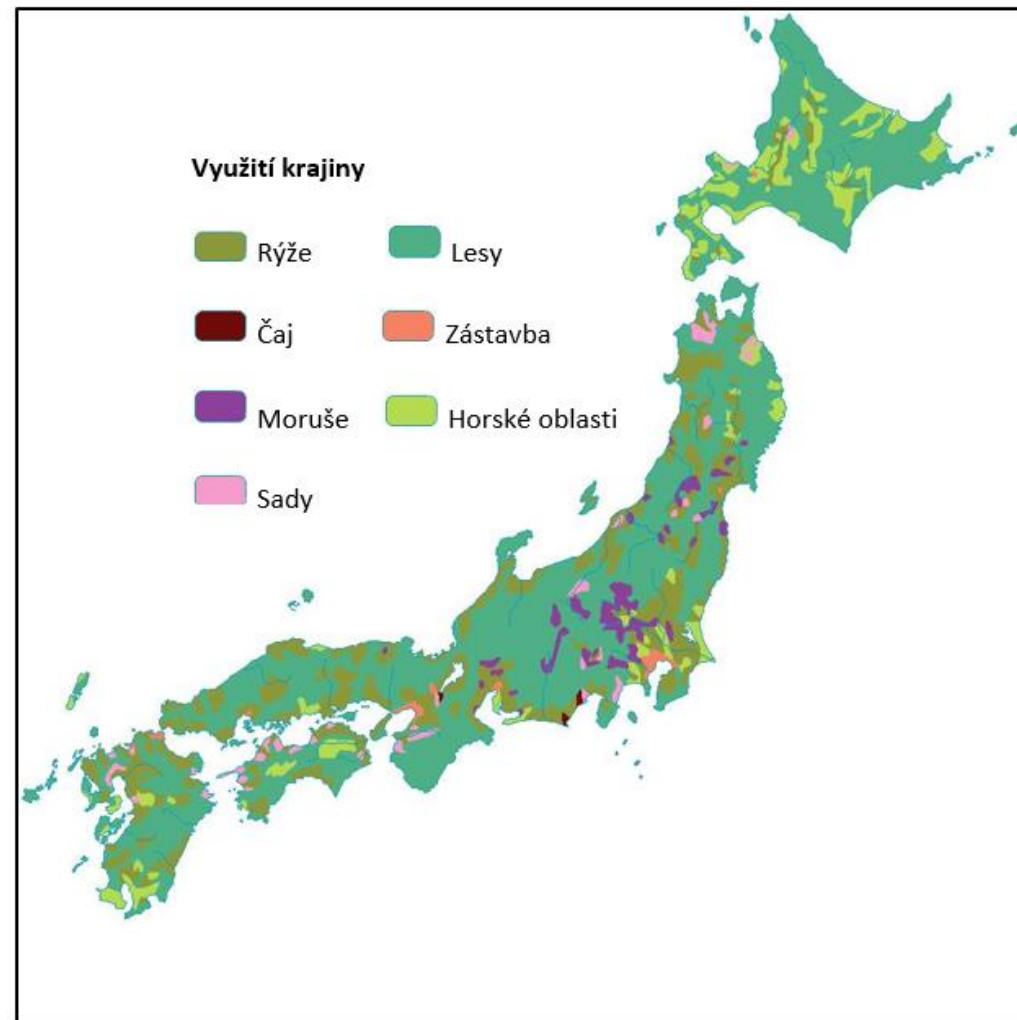 Využití krajiny
Rýže
Lesy
Čaj
Zástavba
Moruše
Horské oblasti
Sady